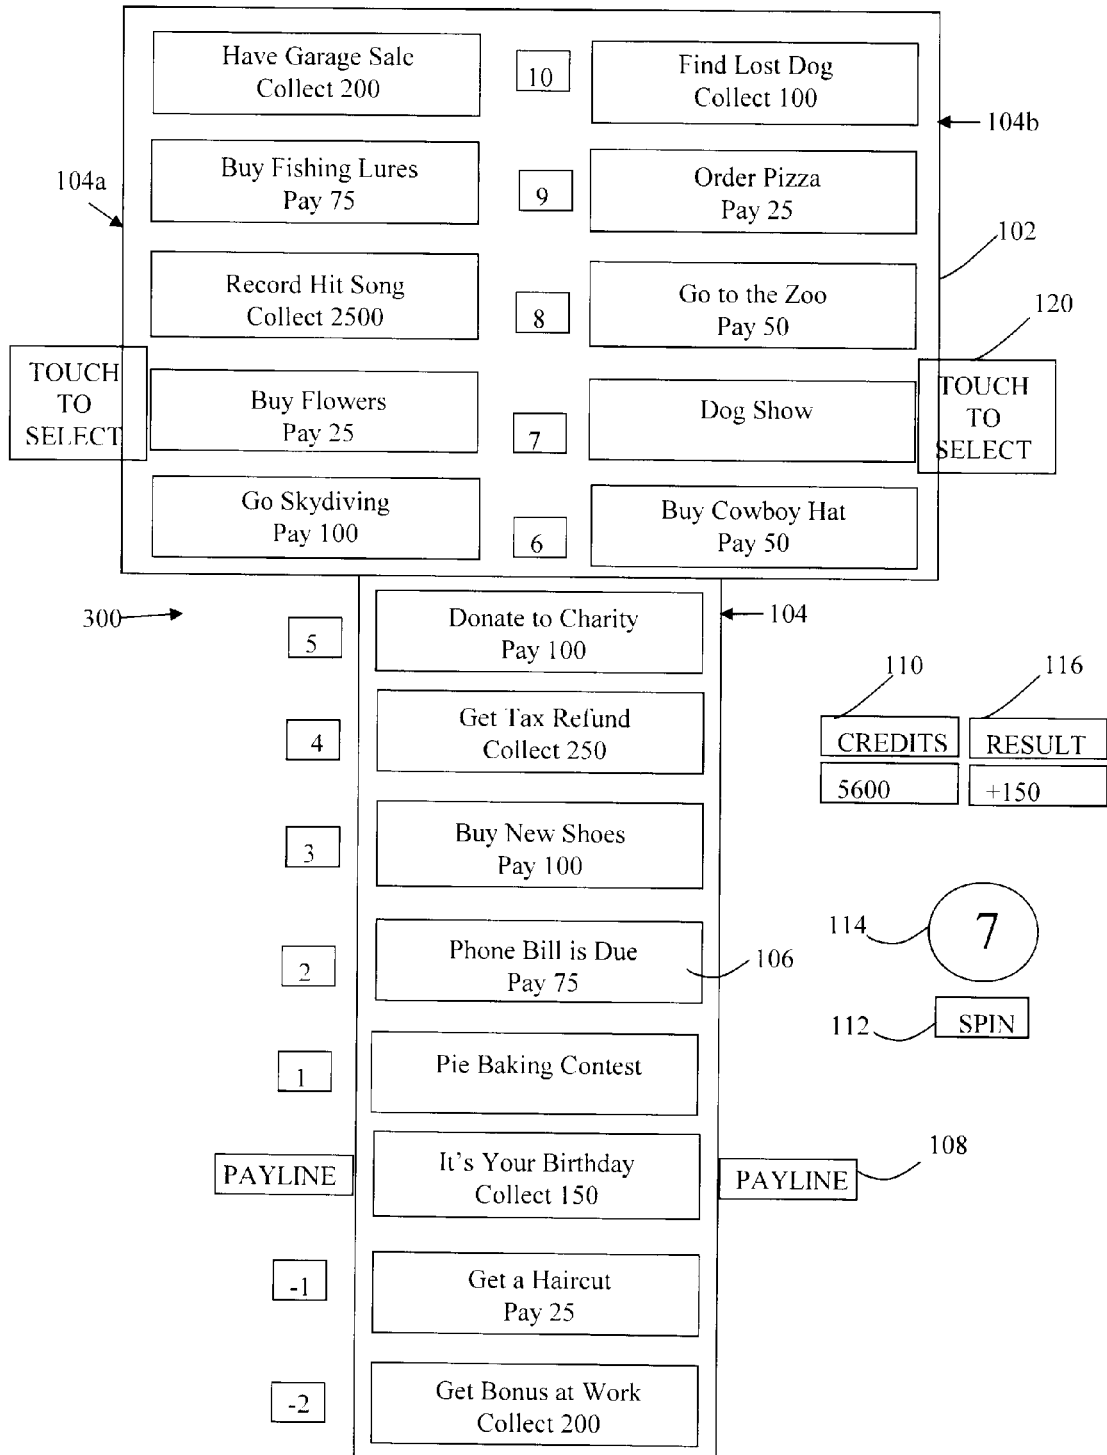 Have Garage Sale
Collect 200
10
Find Lost Dog
Collect 100
104b
104a
Buy Fishing Lures
Pay 75
9
Order Pizza
Pay 25
102
Record Hit Song
Collect 2500
8
Go to the Zoo
Pay 50
120
TOUCH
TO
SELECT
Buy Flowers
Pay 25
7
Dog Show
TOUCH
TO
SELECT
Go Skydiving
Pay 100
6
Buy Cowboy Hat
Pay 50
300
5
Donate to Charity
Pay 100
104
4
Get Tax Refund
Collect 250
110
116
CREDITS
RESULT
5600
+150
3
Buy New Shoes
Pay 100
114
7
2
Phone Bill is Due
Pay 75
106
112
SPIN
1
Pie Baking Contest
PAYLINE
It's Your Birthday
Collect 150
PAYLINE
108
-1
Get a Haircut
Pay 25
-2
Get Bonus at Work
Collect 200